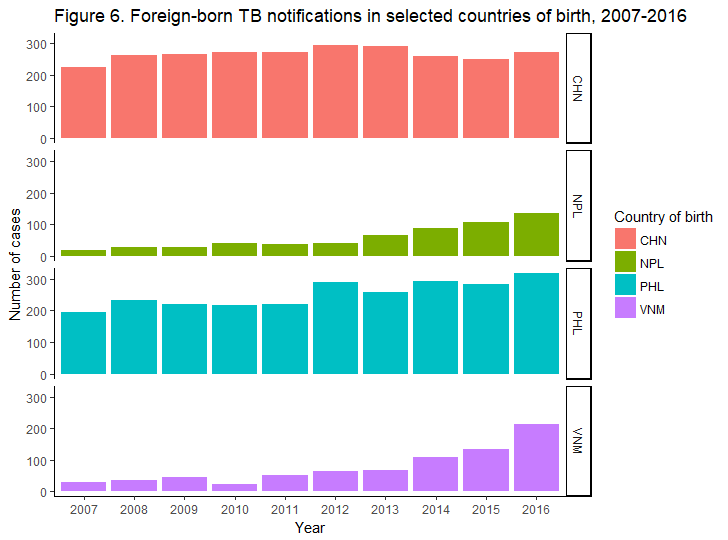 Figure 6. Foreign-born TB notifications in selected countries of birth, 2007-2016
300
200
100
0
CHN
300
200
100
0
NPL
300
200
100
0
PHL
300
200
100
0
VNM
Number of cases
2007 2008 2009 2010 2011 2012 2013 2014 2015 2016
Year
Country of birth
CHN
NPL
PHL
VNM